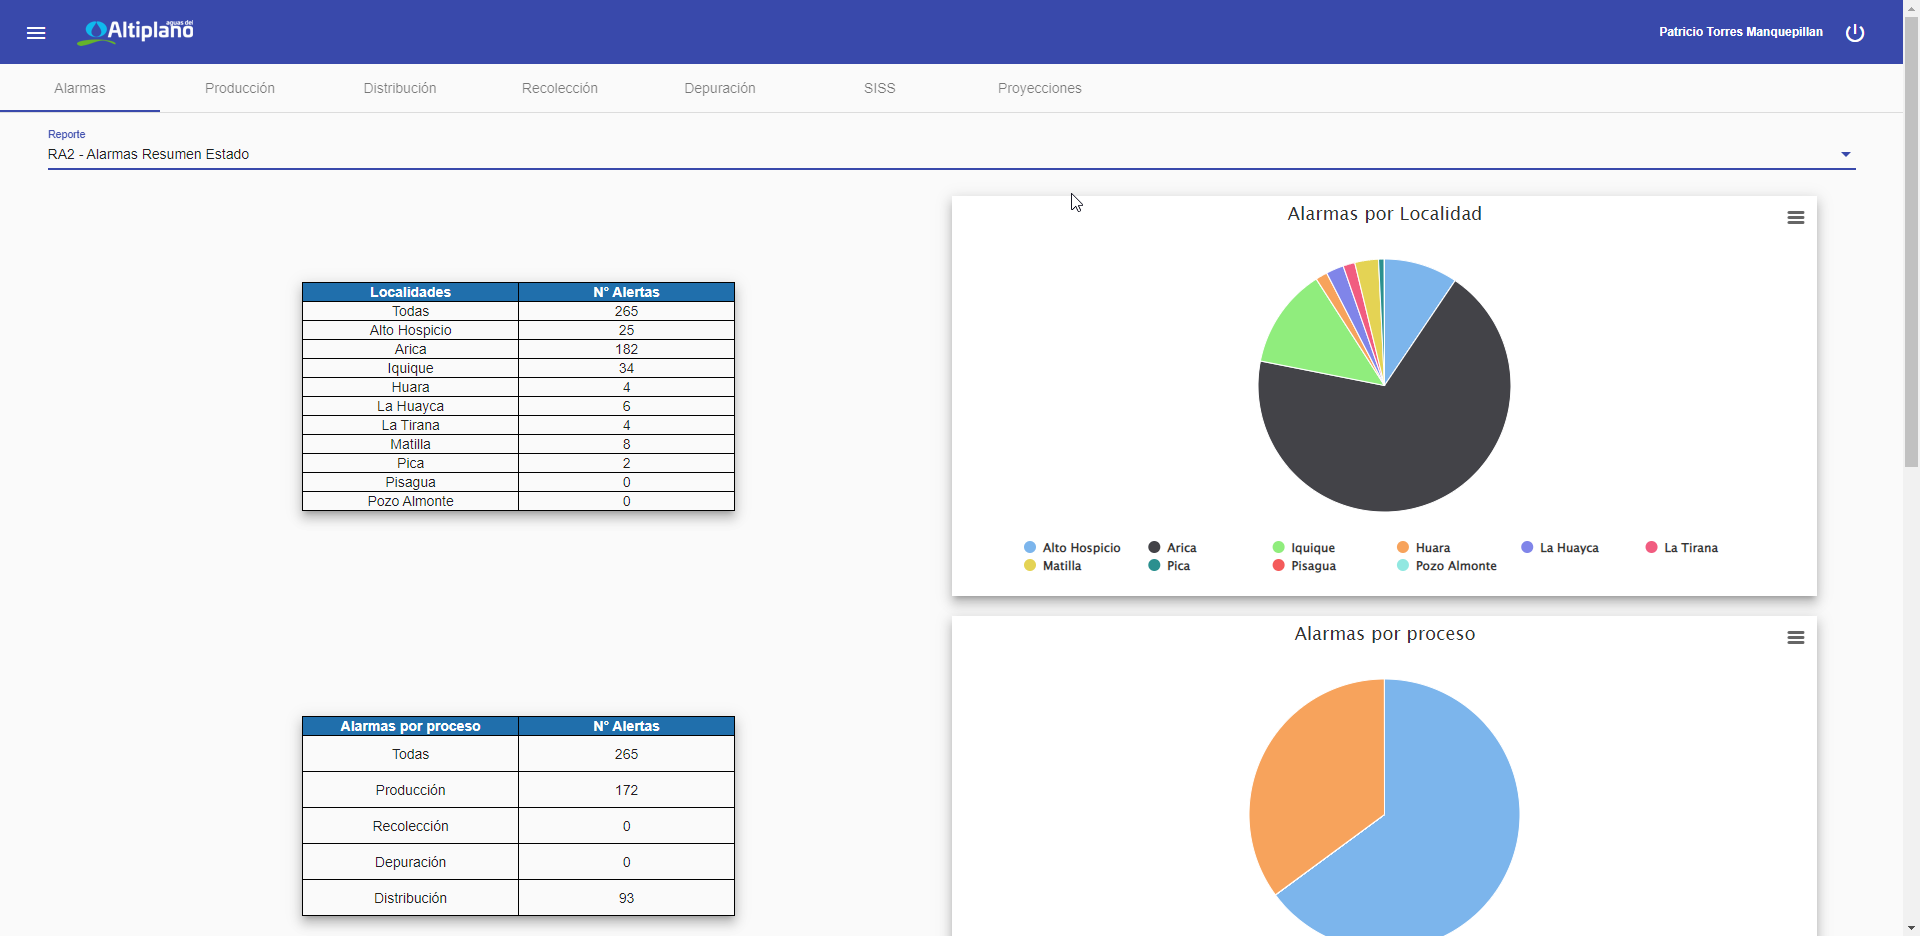 aguas del
Altiplano
Patricio Torres Manquepillan
Alarmas Producción Distribución Recolección Depuración SISS Proyecciones
Reporte
RA2 - Alarmas Resumen Estado
Localidades N° Alertas
Todas 265
Alto Hospicio 25
Arica 182
Iquique 34
Huara 4
La Huayca 6
La Tirana 4
Matilla 8
Pica 2
Pisagua 0
Pozo Almonte 0
Alarmas por Localidad
Alto Hospicio Arica Iquique Huara La Huayca La Tirana
Matilla Pica Pisagua Pozo Almonte
Alarmas por proceso N° Alertas
Todas 265
Producción 172
Recolección 0
Depuración 0
Distribución 93
Alarmas por proceso